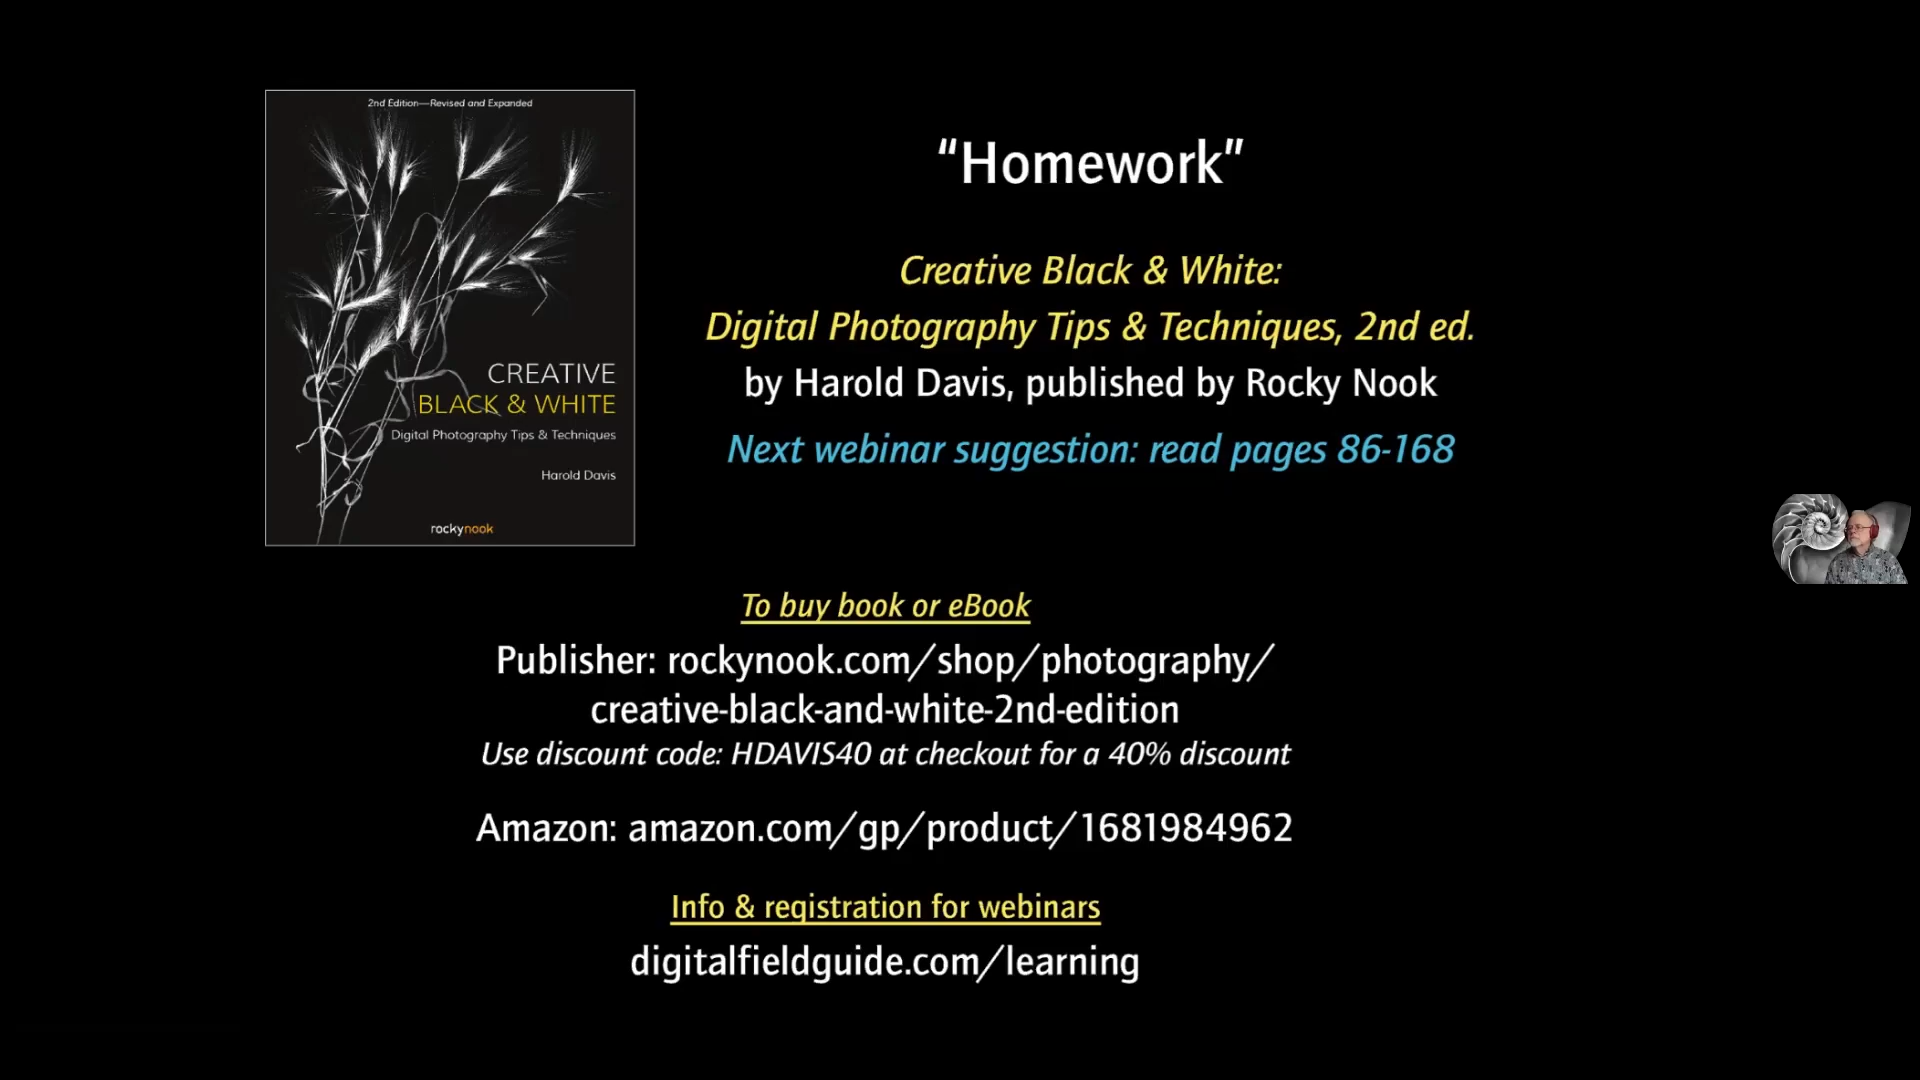 2nd Edition—Revised and Expanded
CREATIVE
BLACK & WHITE
Digital Photography Tips & Techniques
Harold Davis
rockynook
“Homework”
Creative Black & White:
Digital Photography Tips & Techniques, 2nd ed.
by Harold Davis, published by Rocky Nook
Next webinar suggestion: read pages 86-168
To buy book or eBook
Publisher: rockynook.com/shop/photography/
creative-black-and-white-2nd-edition
Use discount code: HDAVIS40 at checkout for a 40% discount
Amazon: amazon.com/gp/product/1681984962
Info & registration for webinars
digitalfieldguide.com/learning